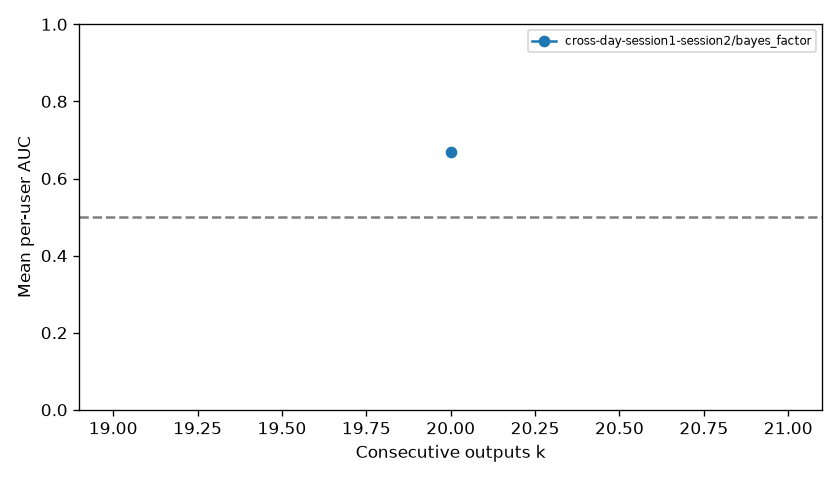 cross-day-session1-session2/bayes_factor
1.0
0.8
0.6
0.4
0.2
0.0
Mean per-user AUC
19.00 19.25 19.50 19.75 20.00 20.25 20.50 20.75 21.00
Consecutive outputs k